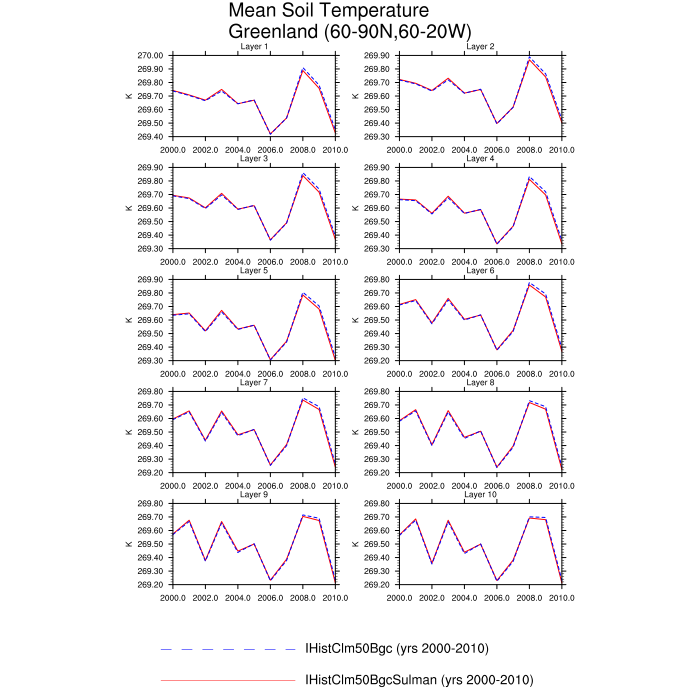 Mean Soil Temperature
Greenland (60-90N,60-20W)
Layer 1
270.00
269.90
269.80
269.70
269.60
269.50
269.40
K
2000.0 2002.0 2004.0 2006.0 2008.0 2010.0
Layer 2
269.90
269.80
269.70
269.60
269.50
269.40
269.30
K
2000.0 2002.0 2004.0 2006.0 2008.0 2010.0
Layer 3
269.90
269.80
269.70
269.60
269.50
269.40
269.30
K
2000.0 2002.0 2004.0 2006.0 2008.0 2010.0
Layer 4
269.90
269.80
269.70
269.60
269.50
269.40
269.30
K
2000.0 2002.0 2004.0 2006.0 2008.0 2010.0
Layer 5
269.90
269.80
269.70
269.60
269.50
269.40
269.30
K
2000.0 2002.0 2004.0 2006.0 2008.0 2010.0
Layer 6
269.80
269.70
269.60
269.50
269.40
269.30
269.20
K
2000.0 2002.0 2004.0 2006.0 2008.0 2010.0
Layer 7
269.80
269.70
269.60
269.50
269.40
269.30
269.20
K
2000.0 2002.0 2004.0 2006.0 2008.0 2010.0
Layer 8
269.80
269.70
269.60
269.50
269.40
269.30
269.20
K
2000.0 2002.0 2004.0 2006.0 2008.0 2010.0
Layer 9
269.80
269.70
269.60
269.50
269.40
269.30
269.20
K
2000.0 2002.0 2004.0 2006.0 2008.0 2010.0
Layer 10
269.80
269.70
269.60
269.50
269.40
269.30
269.20
K
2000.0 2002.0 2004.0 2006.0 2008.0 2010.0
IHistClm50Bgc (yrs 2000-2010)
IHistClm50BgcSulman (yrs 2000-2010)